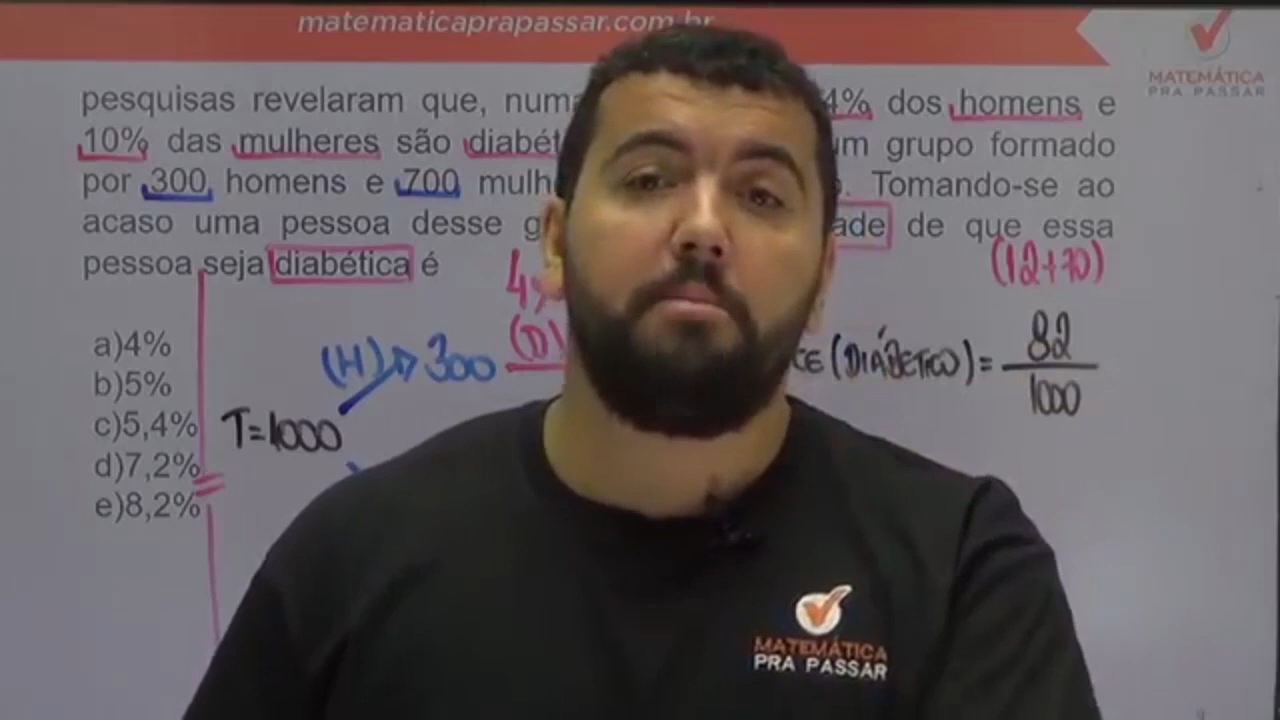 matematicaprapassar.com.br
MATEMÁTICA
PRA PASSAR
pesquisas revelaram que, numa 4% dos homens e
10% das mulheres são diabét um grupo formado
por 300 homens e 700 mulh Tomando-se ao
acaso uma pessoa desse g ade de que essa
pessoa seja diabética é
(12+70)
4
(D)
a)4%
b)5%
c)5,4%
d)7,2%
e)8,2%
(H) 300
CE (DIÁBETICO) = 82
1000
T=1000
MATEMÁTICA
PRA PASSAR